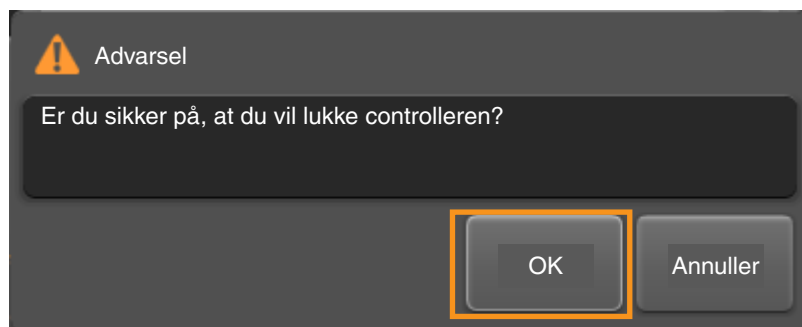 Advarsel
Er du sikker på, at du vil lukke controlleren?
OK
Annuller